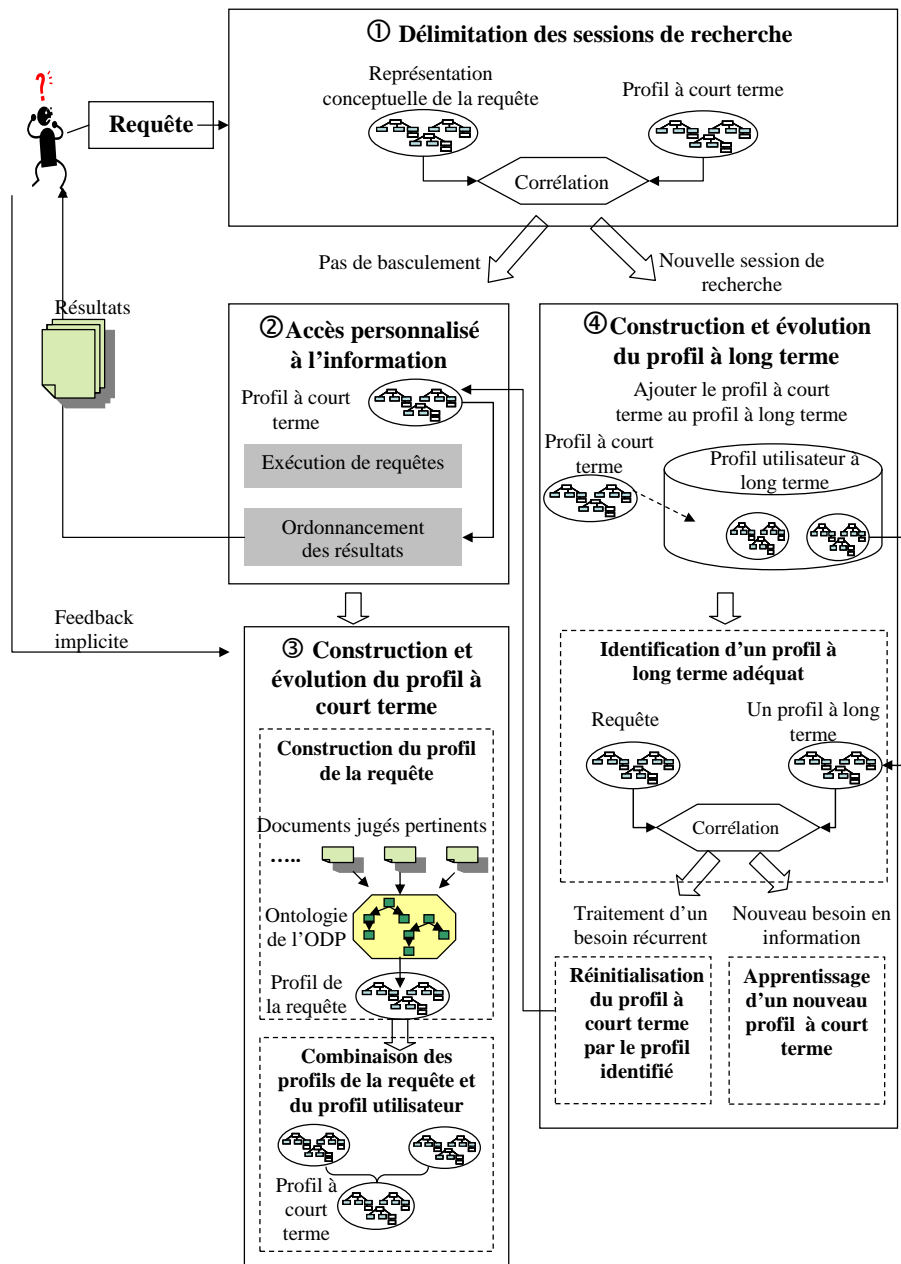 ① Délimitation des sessions de recherche
Représentation
conceptuelle de la requête
Profil à court terme
Requête
Corrélation
Pas de basculement
Nouvelle session de
recherche
Résultats
② Accès personnalisé
à l’information
Profil à court
terme
Exécution de requêtes
Ordonnancement
des résultats
④ Construction et évolution
du profil à long terme
Ajouter le profil à court
terme au profil à long terme
Profil à court
terme
Profil utilisateur à
long terme
Feedback
implicite
③ Construction et
évolution du profil à
court terme
Construction du profil
de la requête
Documents jugés pertinents
.....
Ontologie
de l’ODP
Profil de
la requête
Combinaison des
profils de la requête et
du profil utilisateur
Profil à
court
terme
Identification d’un profil à
long terme adéquat
Requête
Un profil à long
terme
Corrélation
Traitement d’un
besoin récurrent
Nouveau besoin en
information
Réinitialisation
du profil à
court terme
par le profil
identifié
Apprentissage
d’un nouveau
profil à court
terme